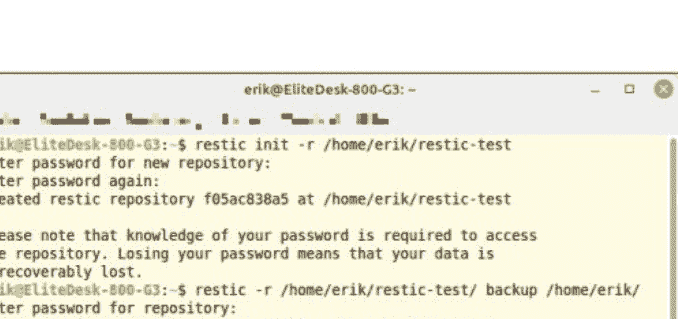 erik@EliteDesk-800-G3: ~
ik@EliteDesk-800-G3:~$ restic init -r /home/erik/restic-test
ter password for new repository:
ter password again:
eated restic repository f05ac838a5 at /home/erik/restic-test
ease note that knowledge of your password is required to access
e repository. Losing your password means that your data is
recoverably lost.
ik@EliteDesk-800-G3:~$ restic -r /home/erik/restic-test/ backup /home/erik/
ter password for repository: